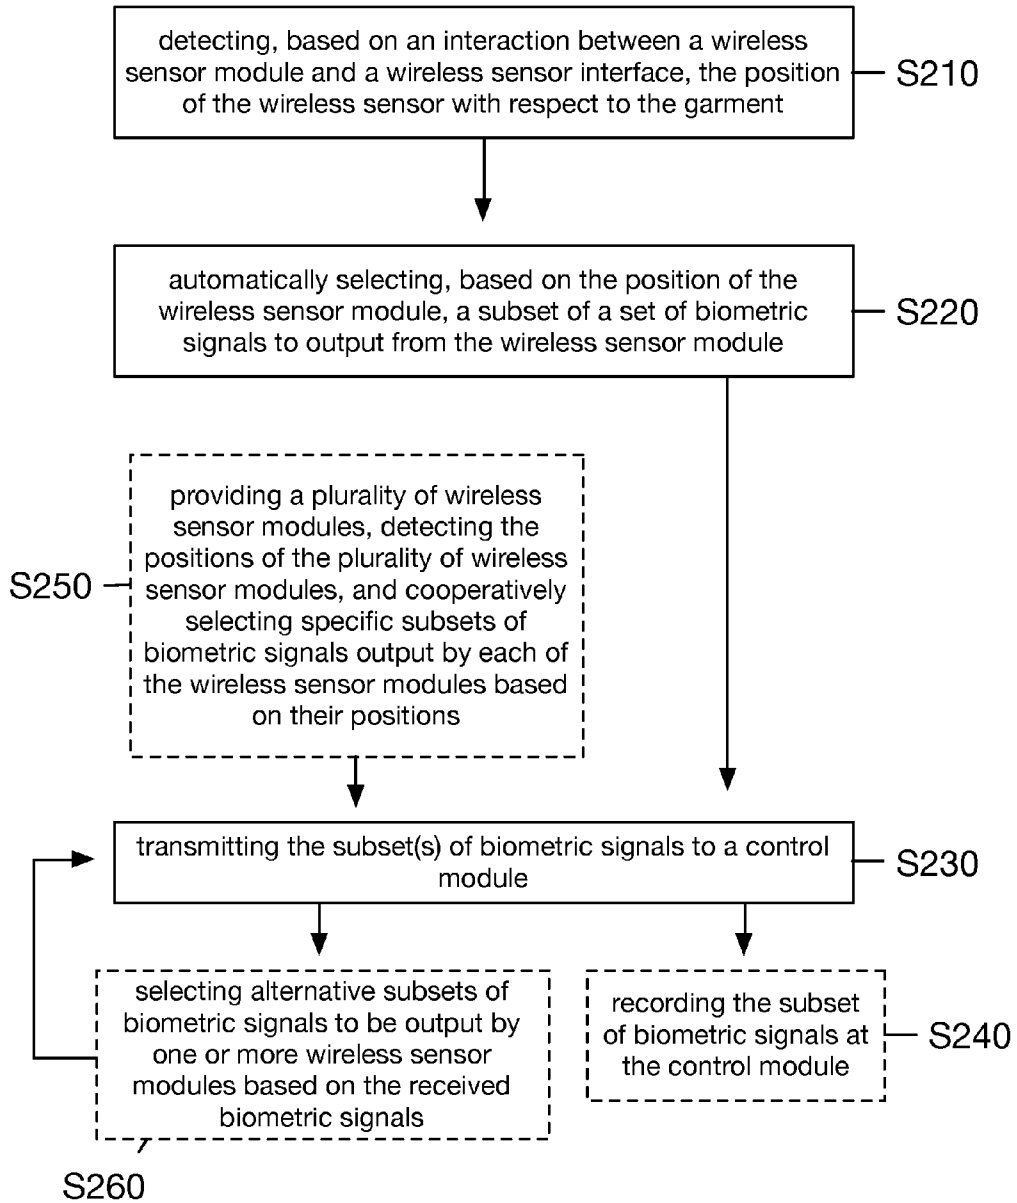 detecting, based on an interaction between a wireless
sensor module and a wireless sensor interface, the position
of the wireless sensor with respect to the garment
S210
automatically selecting, based on the position of the
wireless sensor module, a subset of a set of biometric
signals to output from the wireless sensor module
S220
providing a plurality of wireless
sensor modules, detecting the
positions of the plurality of wireless
sensor modules, and cooperatively
selecting specific subsets of
biometric signals output by each of
the wireless sensor modules based
on their positions
S250
transmitting the subset(s) of biometric signals to a control
module
S230
selecting alternative subsets of
biometric signals to be output by
one or more wireless sensor
modules based on the received
biometric signals
S260
recording the subset
of biometric signals at
the control module
S240